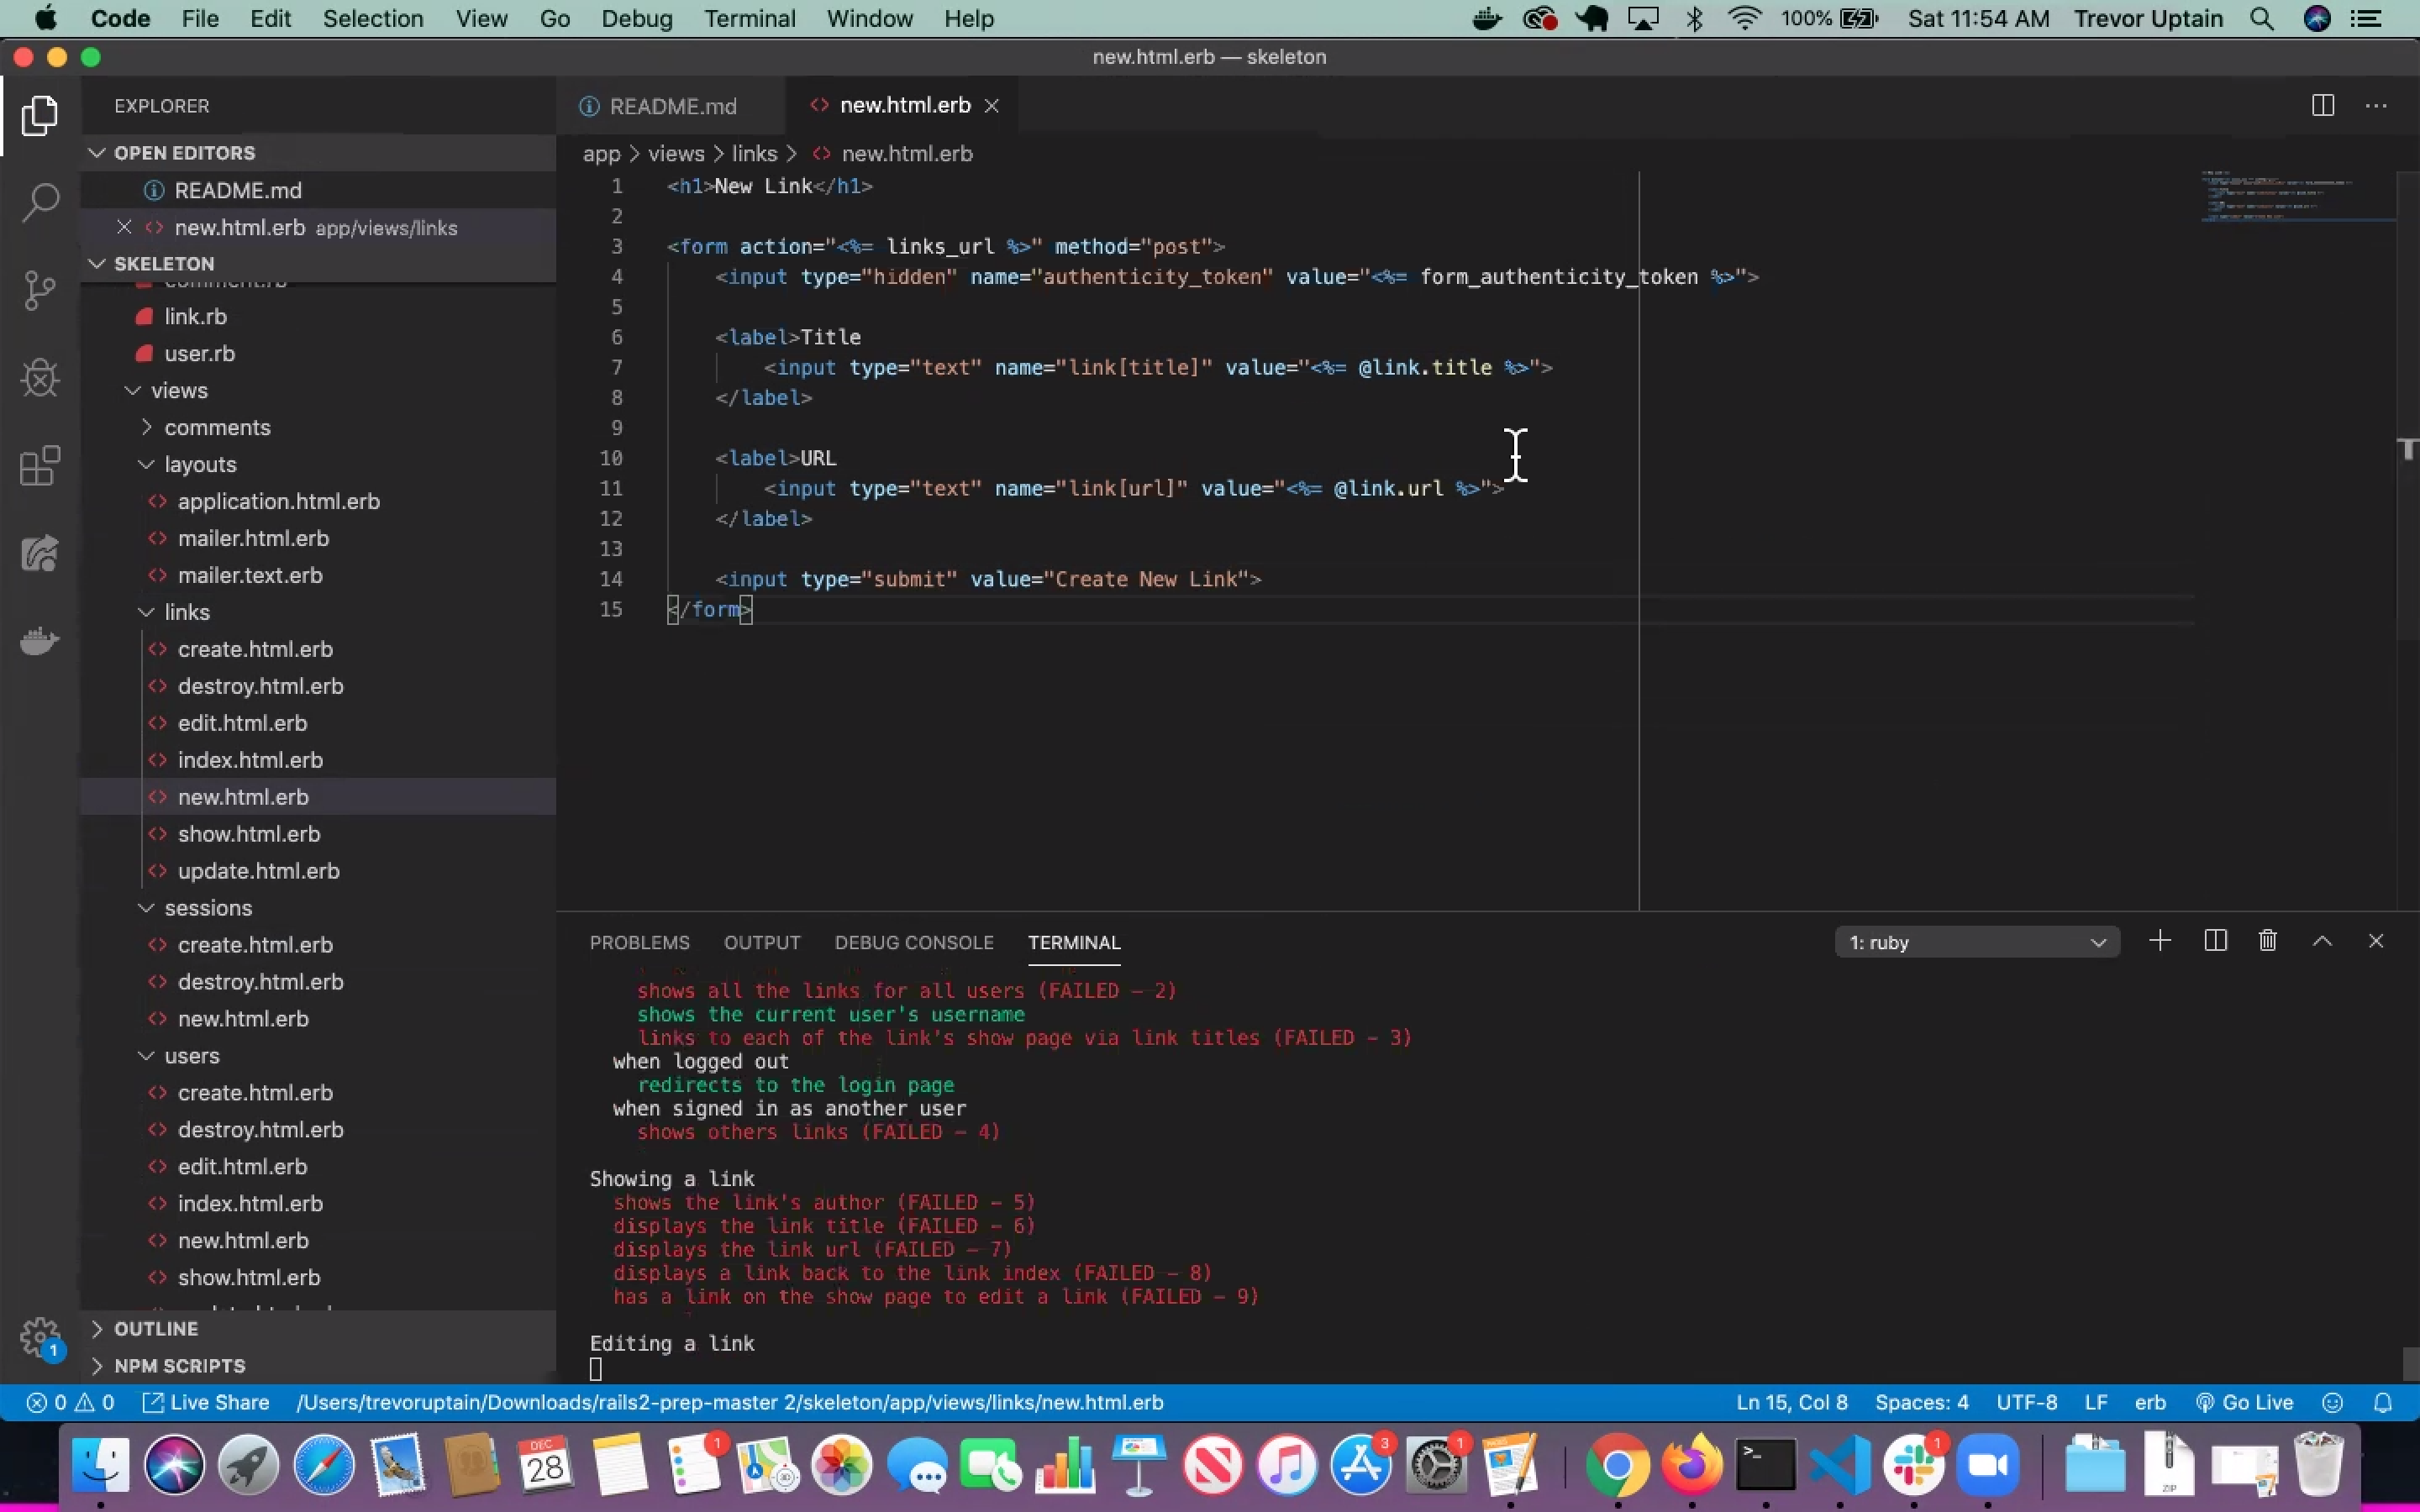 Code File Edit Selection View Go Debug Terminal Window Help 100% Sat 11:54 AM Trevor Uptain
new.html.erb — skeleton
EXPLORER
OPEN EDITORS
README.md
new.html.erb app/views/links
SKELETON
comment.rb
link.rb
user.rb
views
comments
layouts
application.html.erb
mailer.html.erb
mailer.text.erb
links
create.html.erb
destroy.html.erb
edit.html.erb
index.html.erb
new.html.erb
show.html.erb
update.html.erb
sessions
create.html.erb
destroy.html.erb
new.html.erb
users
create.html.erb
destroy.html.erb
edit.html.erb
index.html.erb
new.html.erb
show.html.erb
OUTLINE
NPM SCRIPTS
1
README.md new.html.erb
app > views > links > new.html.erb
1 <h1>New Link</h1>
2
3 <form action="<%= links_url %>" method="post">
4 <input type="hidden" name="authenticity_token" value="<%= form_authenticity_token %>">
5
6 <label>Title
7 <input type="text" name="link[title]" value="<%= @link.title %>">
8 </label>
9
10 <label>URL
11 <input type="text" name="link[url]" value="<%= @link.url %>">
12 </label>
13
14 <input type="submit" value="Create New Link">
15 </form>
PROBLEMS OUTPUT DEBUG CONSOLE TERMINAL 1: ruby
shows all the links for all users (FAILED - 2)
shows the current user's username
links to each of the link's show page via link titles (FAILED - 3)
when logged out
redirects to the login page
when signed in as another user
shows others links (FAILED - 4)
Showing a link
shows the link's author (FAILED - 5)
displays the link title (FAILED - 6)
displays the link url (FAILED - 7)
displays a link back to the link index (FAILED - 8)
has a link on the show page to edit a link (FAILED - 9)
Editing a link
0 0 Live Share /Users/trevoruptain/Downloads/rails2-prep-master 2/skeleton/app/views/links/new.html.erb Ln 15, Col 8 Spaces: 4 UTF-8 LF erb Go Live
DEC 28 1 3 1 1 ZIP